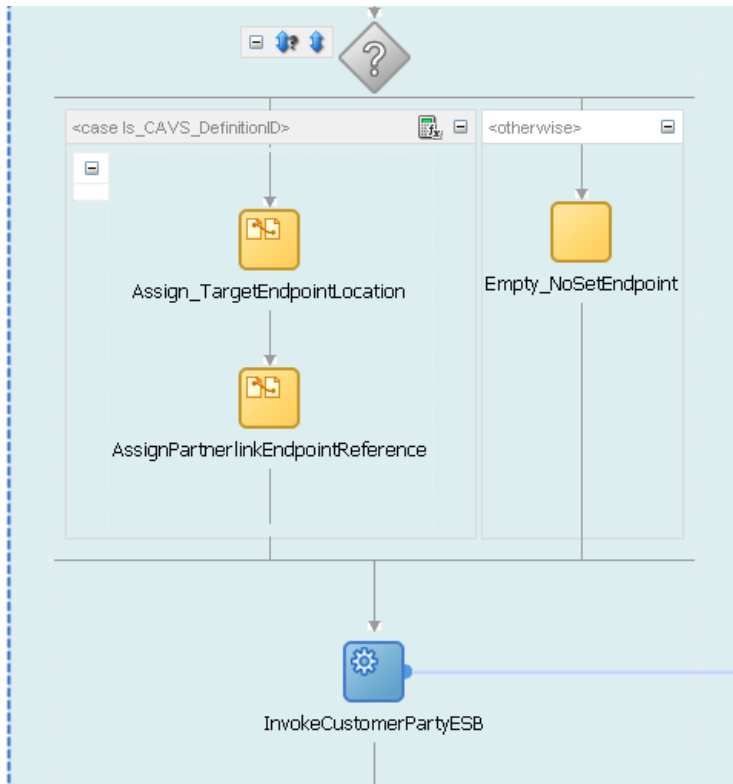 <case Is_CAVS_DefinitionID>
<otherwise>
Assign_TargetEndpointLocation
Empty_NoSetEndpoint
AssignPartnerlinkEndpointReference
InvokeCustomerPartyESB